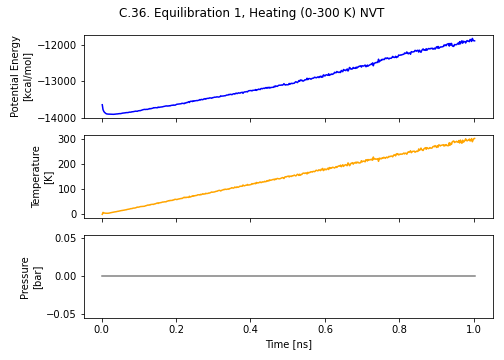 C.36. Equilibration 1, Heating (0-300 K) NVT
Potential Energy
[kcal/mol]
−12000
−13000
−14000
Temperature
[K]
300
200
100
0
Pressure
[bar]
0.05
0.00
−0.05
0.0 0.2 0.4 0.6 0.8 1.0
Time [ns]